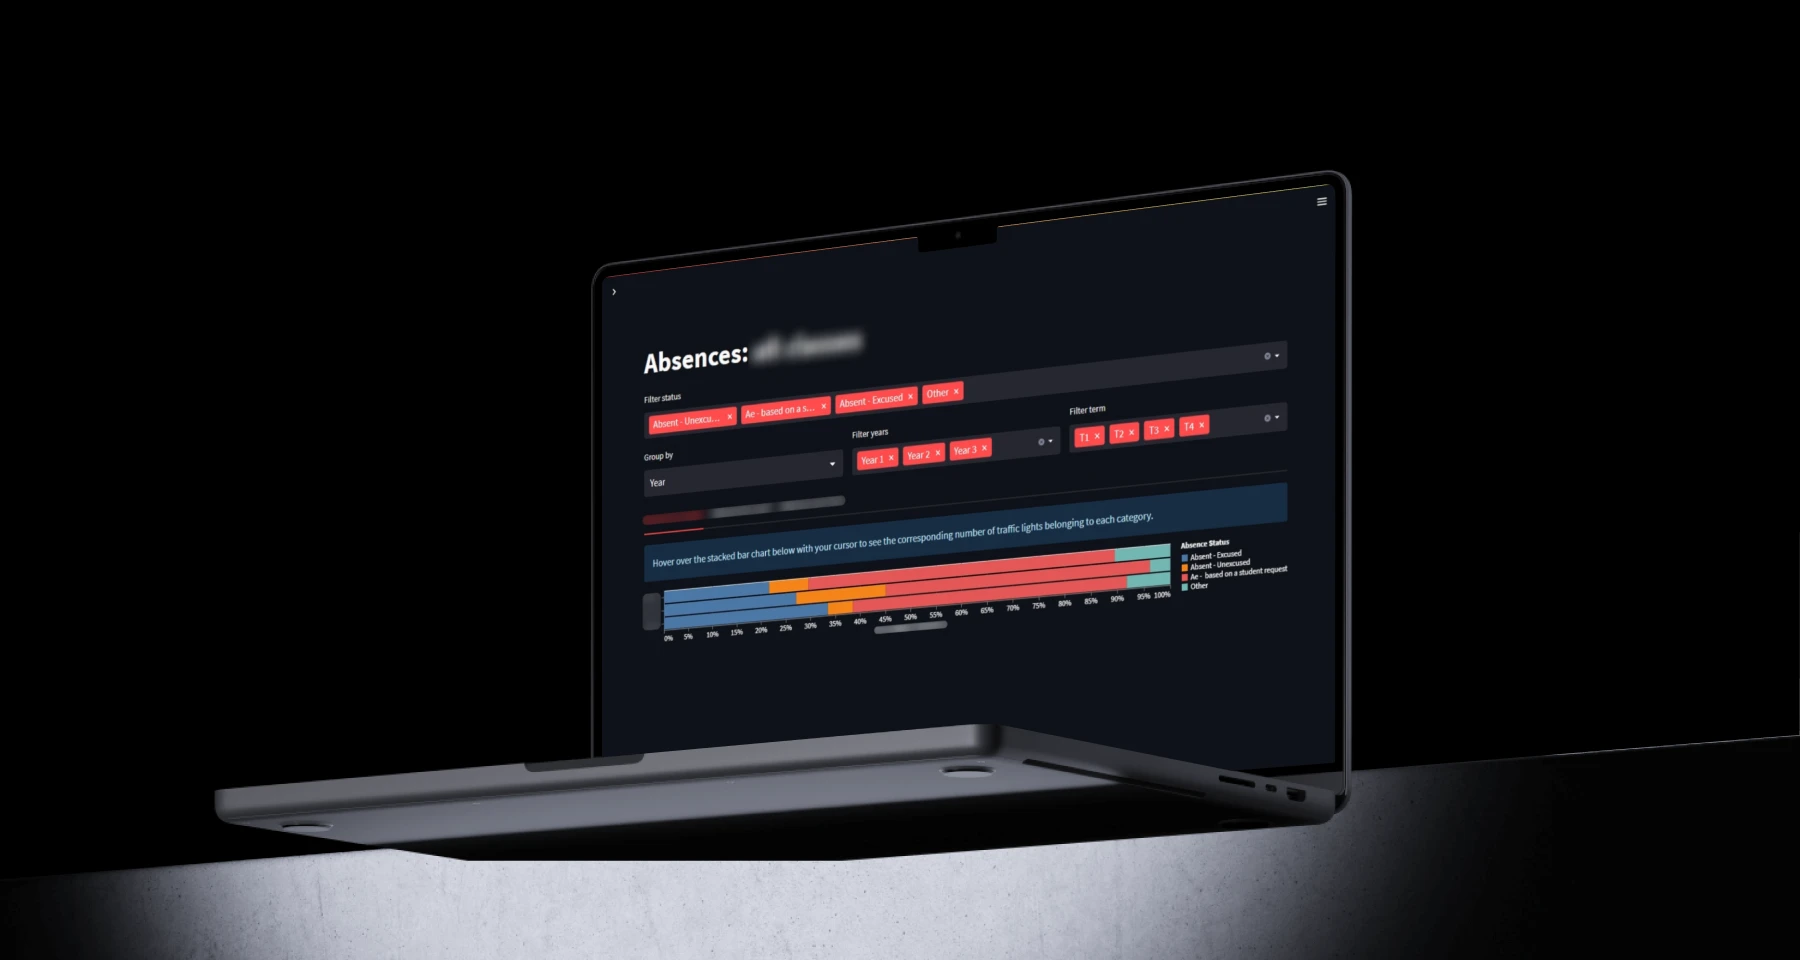 Absences:
Filter status
Absent - Unexcu... × Ae - based on a s... × Absent - Excused × Other ×
Group by
Year
Filter years
Year 1 × Year 2 × Year 3 ×
Filter term
T1 × T2 × T3 × T4 ×
Hover over the stacked bar chart below with your cursor to see the corresponding number of traffic lights belonging to each category.
Absence Status
Absent - Excused
Absent - Unexcused
Ae - based on a student request
Other
0% 5% 10% 15% 20% 25% 30% 35% 40% 45% 50% 55% 60% 65% 70% 75% 80% 85% 90% 95% 100%